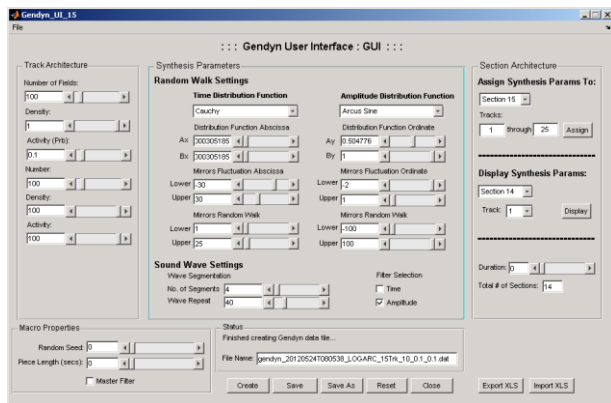 Gendyn_UI_15
File
: : : Gendyn User Interface : GUI : : :
Track Architecture
Number of Fields:
100
Density:
1
Activity (Prb):
0.1
Number:
100
Density:
100
Activity:
100
Synthesis Parameters
Random Walk Settings
Time Distribution Function
Cauchy
Distribution Function Abscissa
Ax 000305185
Bx 000305185
Mirrors Fluctuation Abscissa
Lower -30
Upper 30
Mirrors Random Walk
Lower 1
Upper 25
Amplitude Distribution Function
Arcus Sine
Distribution Function Ordinate
Ay 0.504776
By 1
Mirrors Fluctuation Ordinate
Lower -2
Upper 1
Mirrors Random Walk
Lower -100
Upper 100
Sound Wave Settings
Wave Segmentation
No. of Segments 4
Wave Repeat 40
Filter Selection
Time
Amplitude
Section Architecture
Assign Synthesis Params To:
Section 15
Tracks:
1 through 25 Assign
Display Synthesis Params:
Section 14
Track: 1 Display
Duration: 0
Total # of Sections: 14
Macro Properties
Random Seed: 0
Piece Length (secs): 0
Master Filter
Status
Finished creating Gendyn data file...
File Name: gendyn_20120524T080538_LOGARC_15Trk_10_0.1_0.1.dat
Create Save Save As Reset Close
Export XLS Import XLS